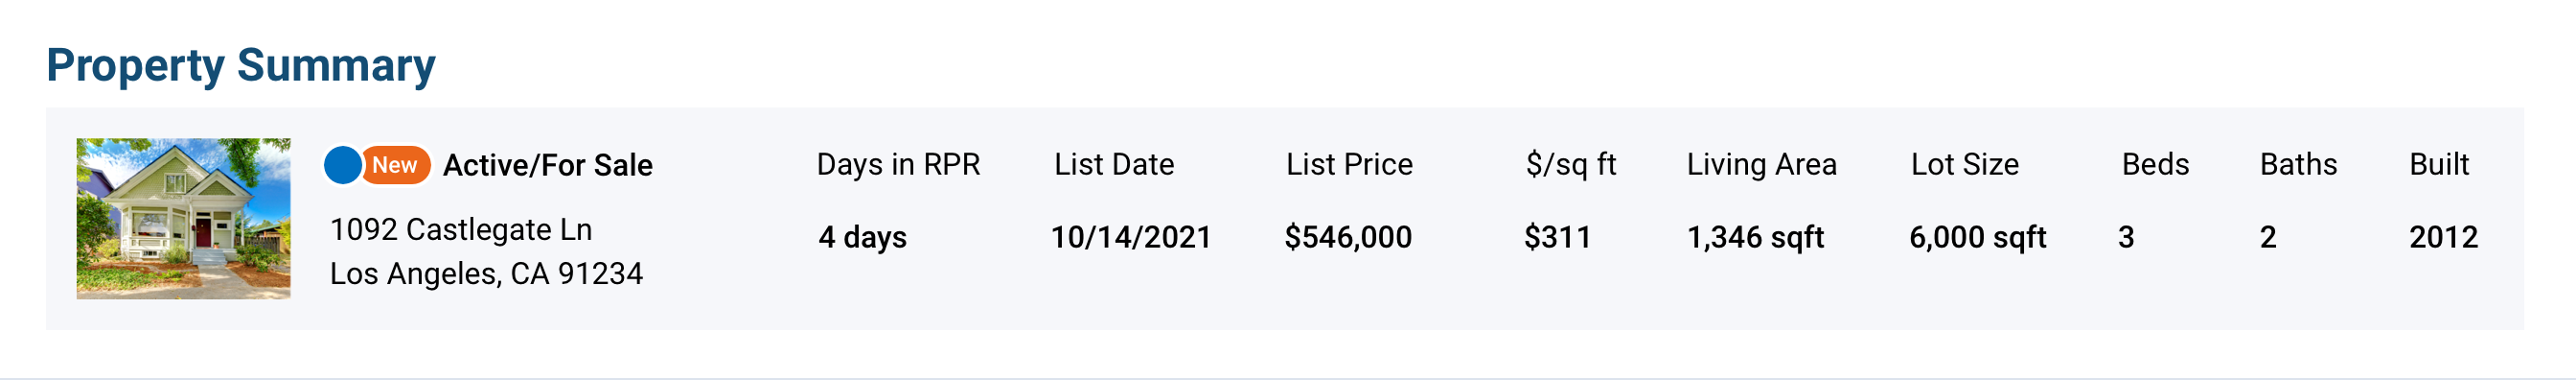 Property Summary
New Active/For Sale
1092 Castlegate Ln
Los Angeles, CA 91234
Days in RPR List Date List Price $/sq ft Living Area Lot Size Beds Baths Built
4 days 10/14/2021 $546,000 $311 1,346 sqft 6,000 sqft 3 2 2012